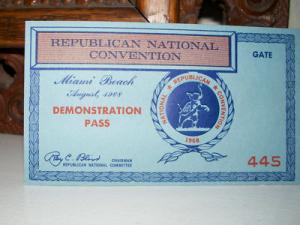 REPUBLICAN NATIONAL
CONVENTION
GATE
Miami Beach
August, 1968
DEMONSTRATION
PASS
NATIONAL REPUBLICAN CONVENTION
1968
CHAIRMAN
REPUBLICAN NATIONAL COMMITTEE
445